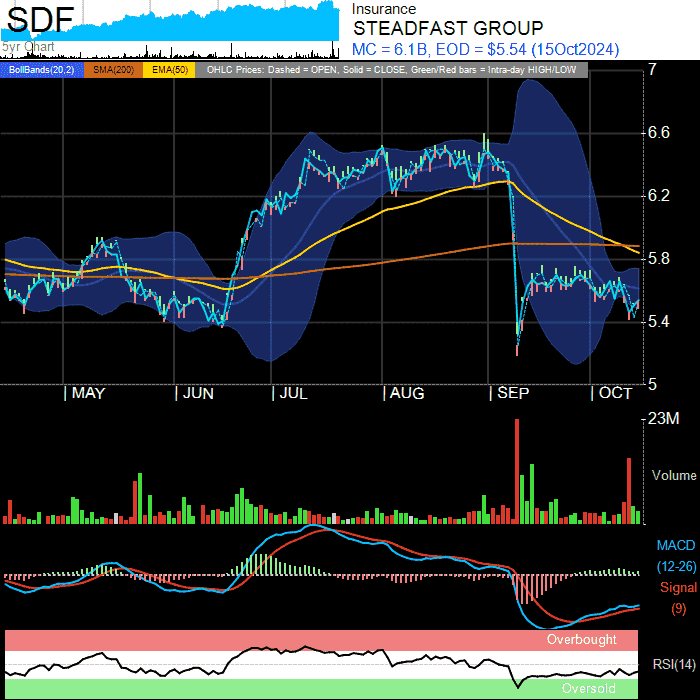 SDF
5yr Chart
Insurance
STEADFAST GROUP
MC = 6.1B, EOD = $5.54 (15Oct2024)
BollBands(20,2) SMA(200) EMA(50) OHLC Prices: Dashed = OPEN, Solid = CLOSE, Green/Red bars = Intra-day HIGH/LOW
7
6.6
6.2
5.8
5.4
5
MAY JUN JUL AUG SEP OCT
23M
Volume
MACD
(12-26)
Signal
(9)
Overbought
RSI(14)
Oversold